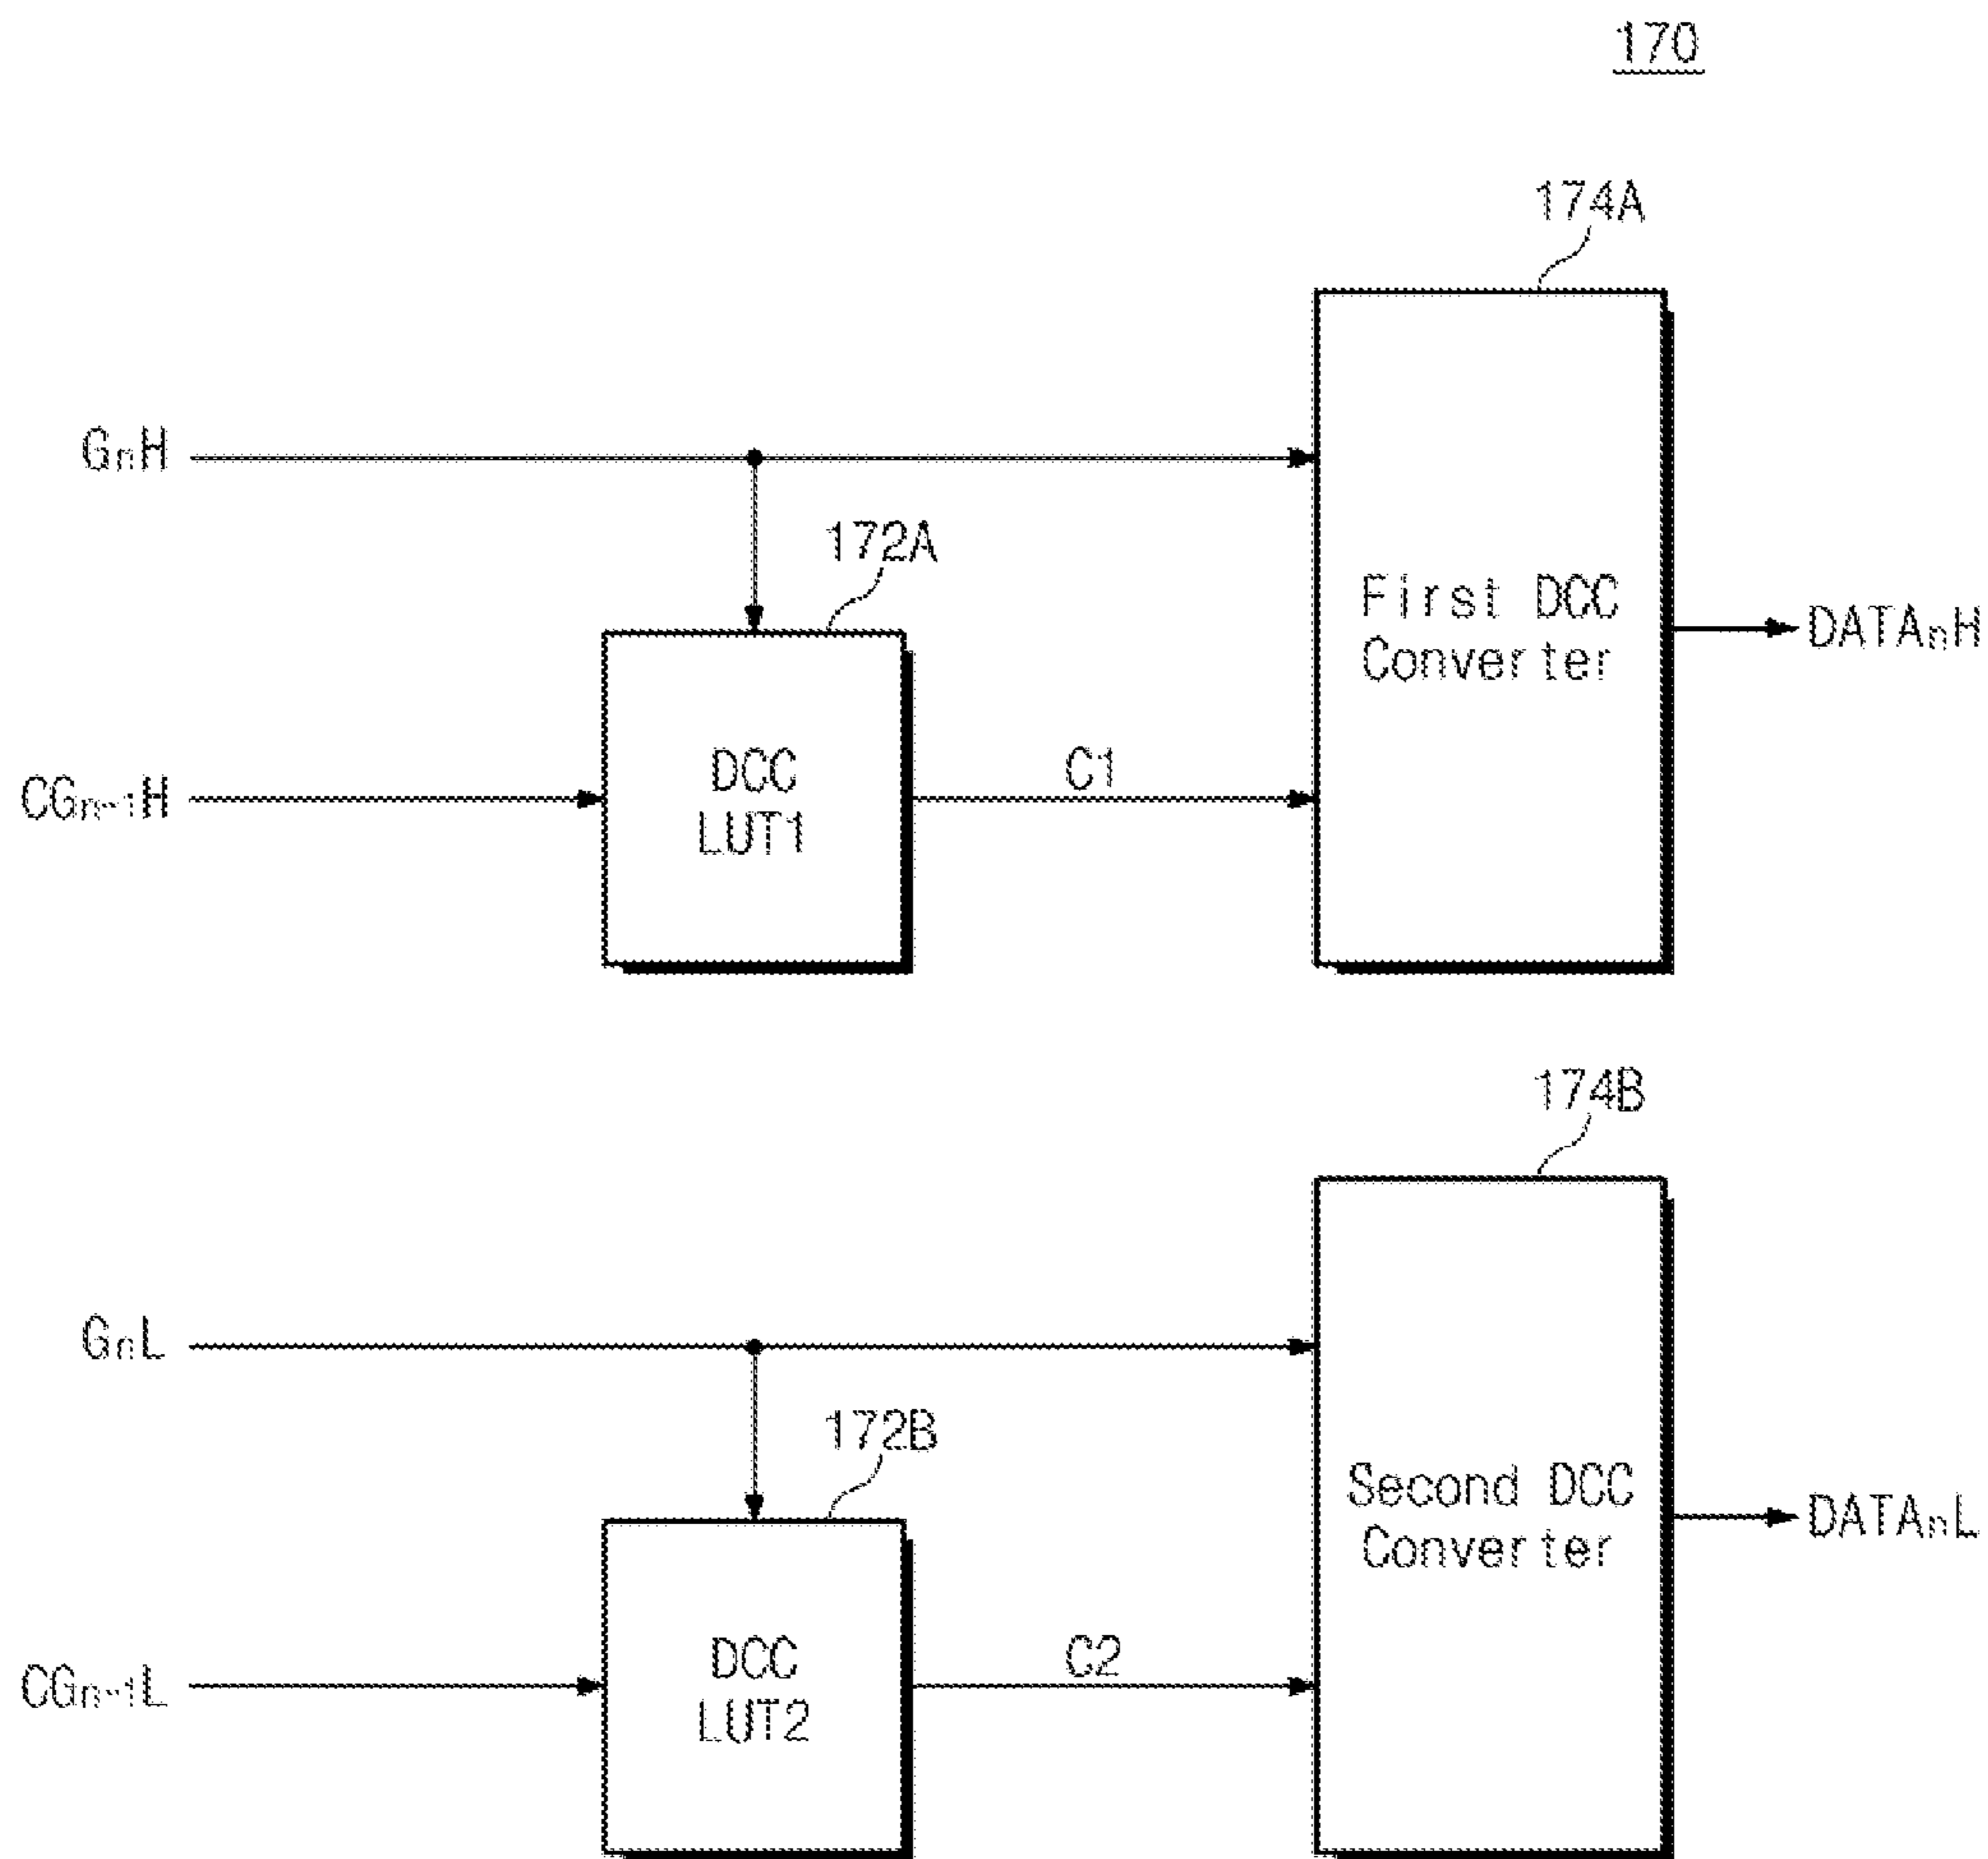 170
174A
GnH
172A
First DCC
Converter
DATAnH
CGn-1H
DCC
LUT1
C1
174B
GnL
172B
Second DCC
Converter
DATAnL
CGn-1L
DCC
LUT2
C2